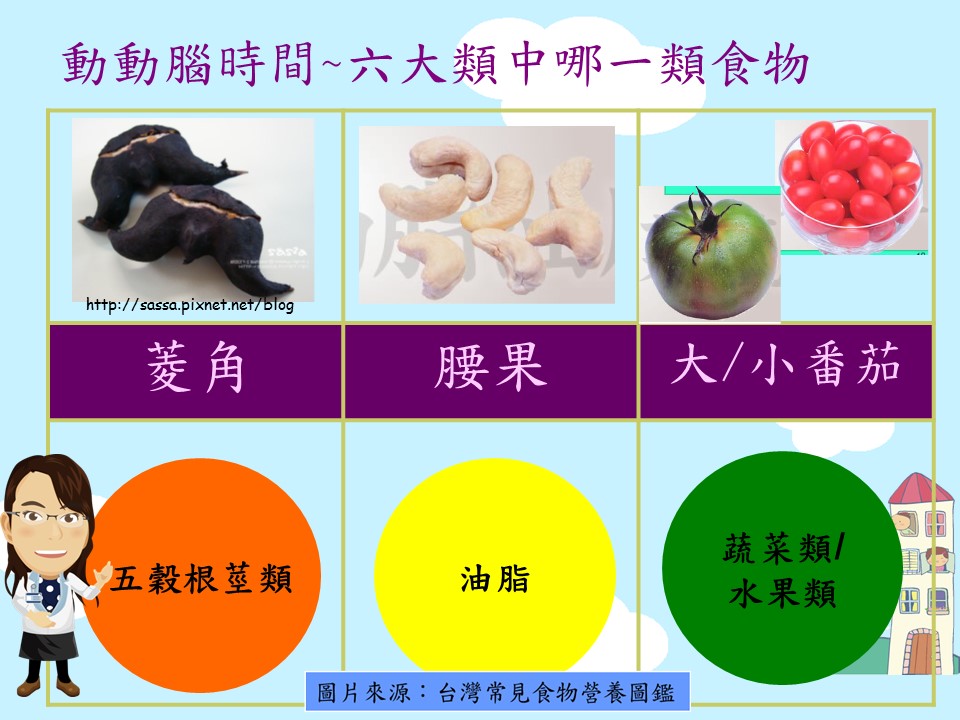 動動腦時間~六大類中哪一類食物
sassa
http://sassa.pixnet.net/blog
菱角
腰果
大/小番茄
五穀根莖類
油脂
蔬菜類/
水果類
圖片來源：台灣常見食物營養圖鑑